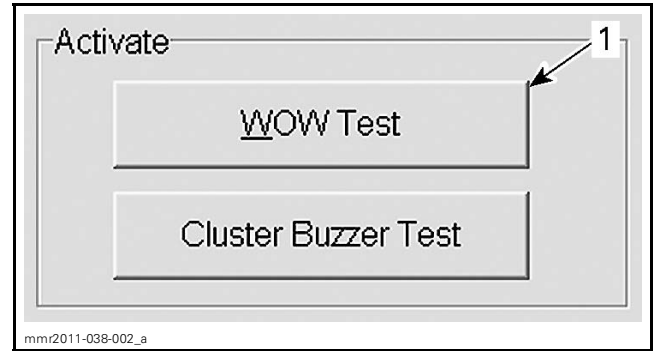 Activate
1
WOW Test
Cluster Buzzer Test
mmr2011-038-002_a